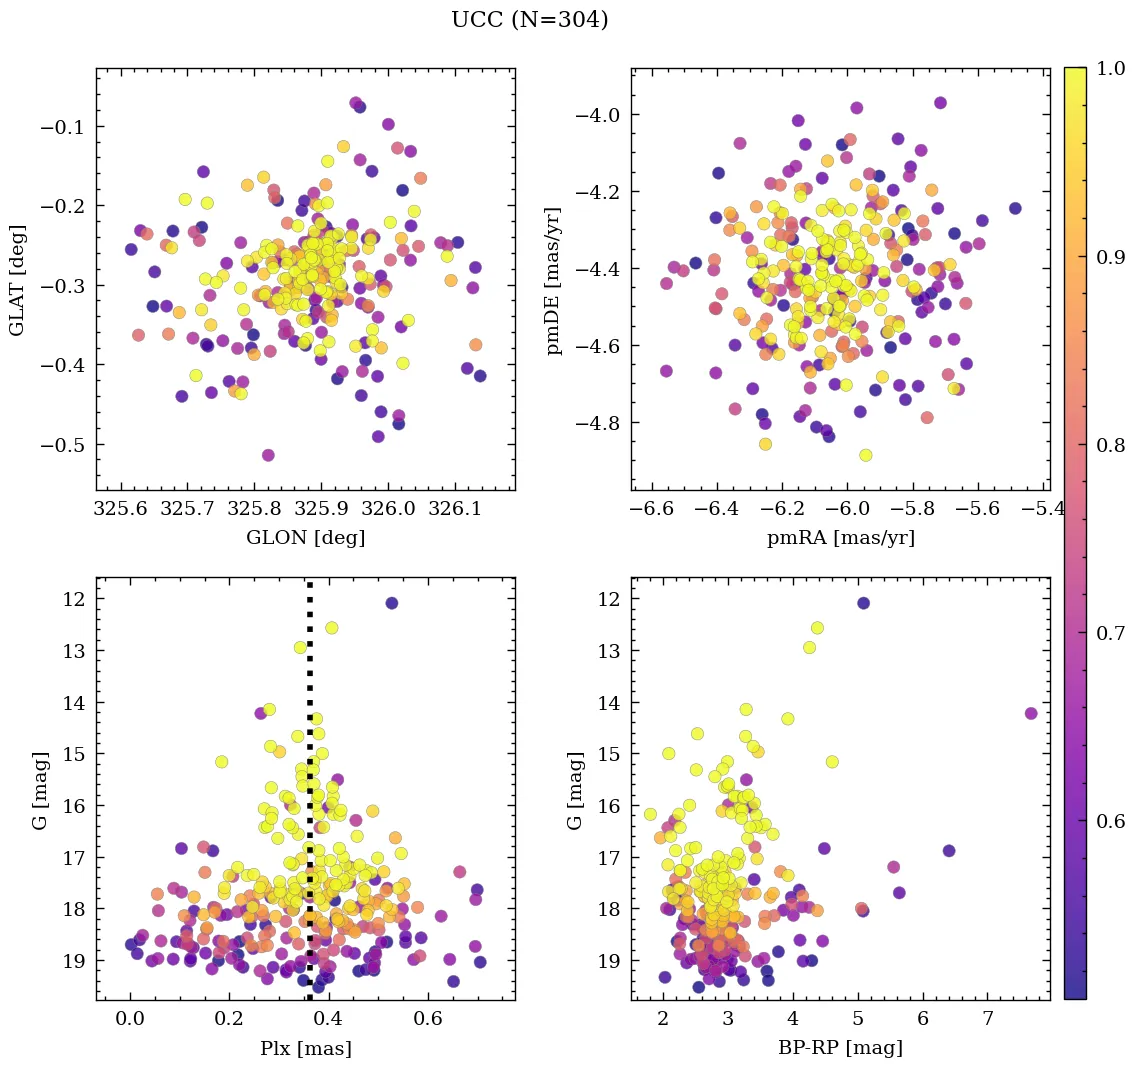 UCC (N=304)
−0.1
−0.2
−0.3
−0.4
−0.5
GLAT [deg]
325.6 325.7 325.8 325.9 326.0 326.1
GLON [deg]
−4.0
−4.2
−4.4
−4.6
−4.8
pmDE [mas/yr]
−6.6 −6.4 −6.2 −6.0 −5.8 −5.6 −5.4
pmRA [mas/yr]
1.0
0.9
0.8
0.7
0.6
12
13
14
15
16
17
18
19
G [mag]
0.0 0.2 0.4 0.6
Plx [mas]
12
13
14
15
16
17
18
19
G [mag]
2 3 4 5 6 7
BP-RP [mag]